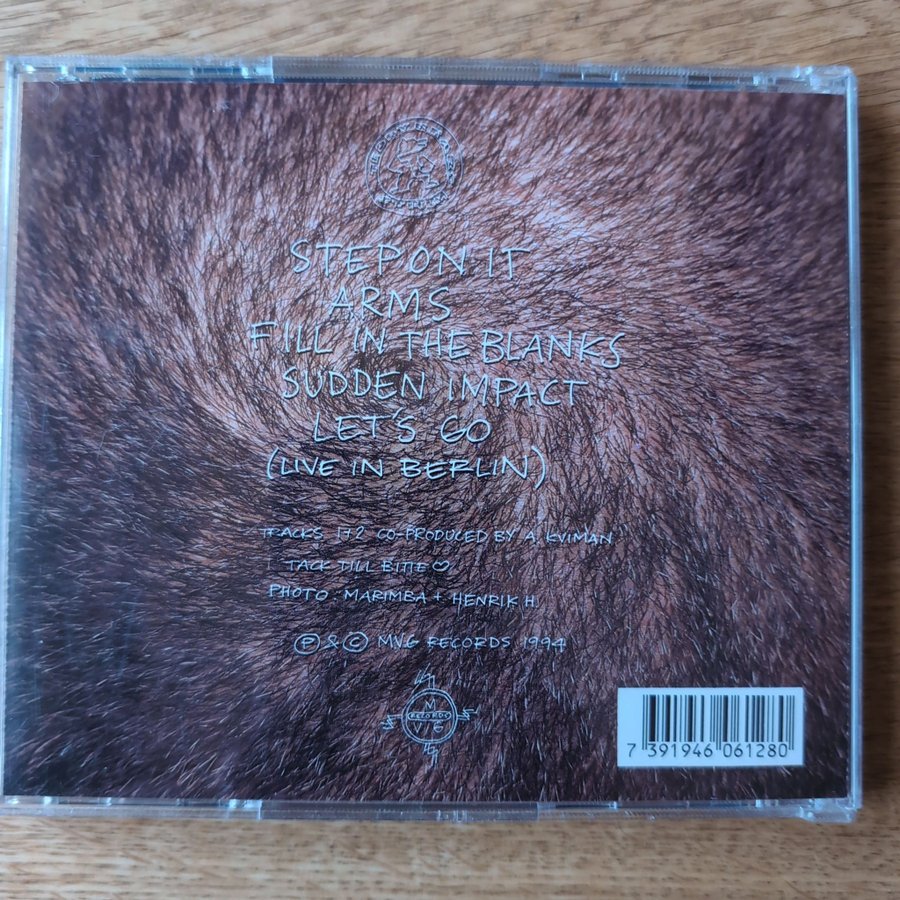 STEP ON IT
ARMS
FILL IN THE BLANKS
SUDDEN IMPACT
LET'S GO
(LIVE IN BERLIN)
TRACKS 1+2 CO-PRODUCED BY A. KVIMAN
TACK TILL BITTE ♡
PHOTO: MARIMBA + HENRIK H.
Ⓟ & © MVG RECORDS 1994
M
RECORDS
V G
7 391946 061280